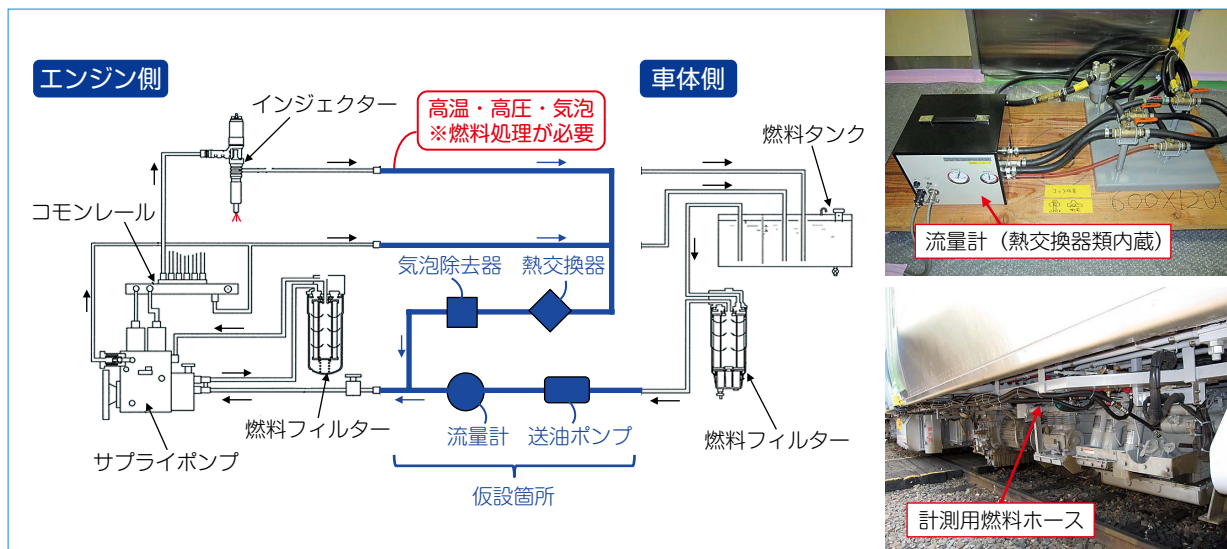 エンジン側
車体側
インジェクター
高温・高圧・気泡
※燃料処理が必要
燃料タンク
コモンレール
気泡除去器
熱交換器
燃料フィルター
流量計
送油ポンプ
燃料フィルター
サプライポンプ
仮設箇所
流量計（熱交換器類内蔵）
600×1200
計測用燃料ホース